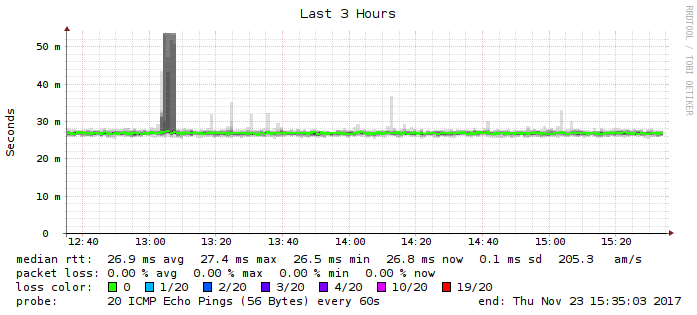 Last 3 Hours
RRDTOOL / TOBI OETIKER
Seconds
50 m
40 m
30 m
20 m
10 m
0
12:40 13:00 13:20 13:40 14:00 14:20 14:40 15:00 15:20
median rtt: 26.9 ms avg 27.4 ms max 26.5 ms min 26.8 ms now 0.1 ms sd 205.3 am/s
packet loss: 0.00 % avg 0.00 % max 0.00 % min 0.00 % now
loss color: 0 1/20 2/20 3/20 4/20 10/20 19/20
probe: 20 ICMP Echo Pings (56 Bytes) every 60s end: Thu Nov 23 15:35:03 2017